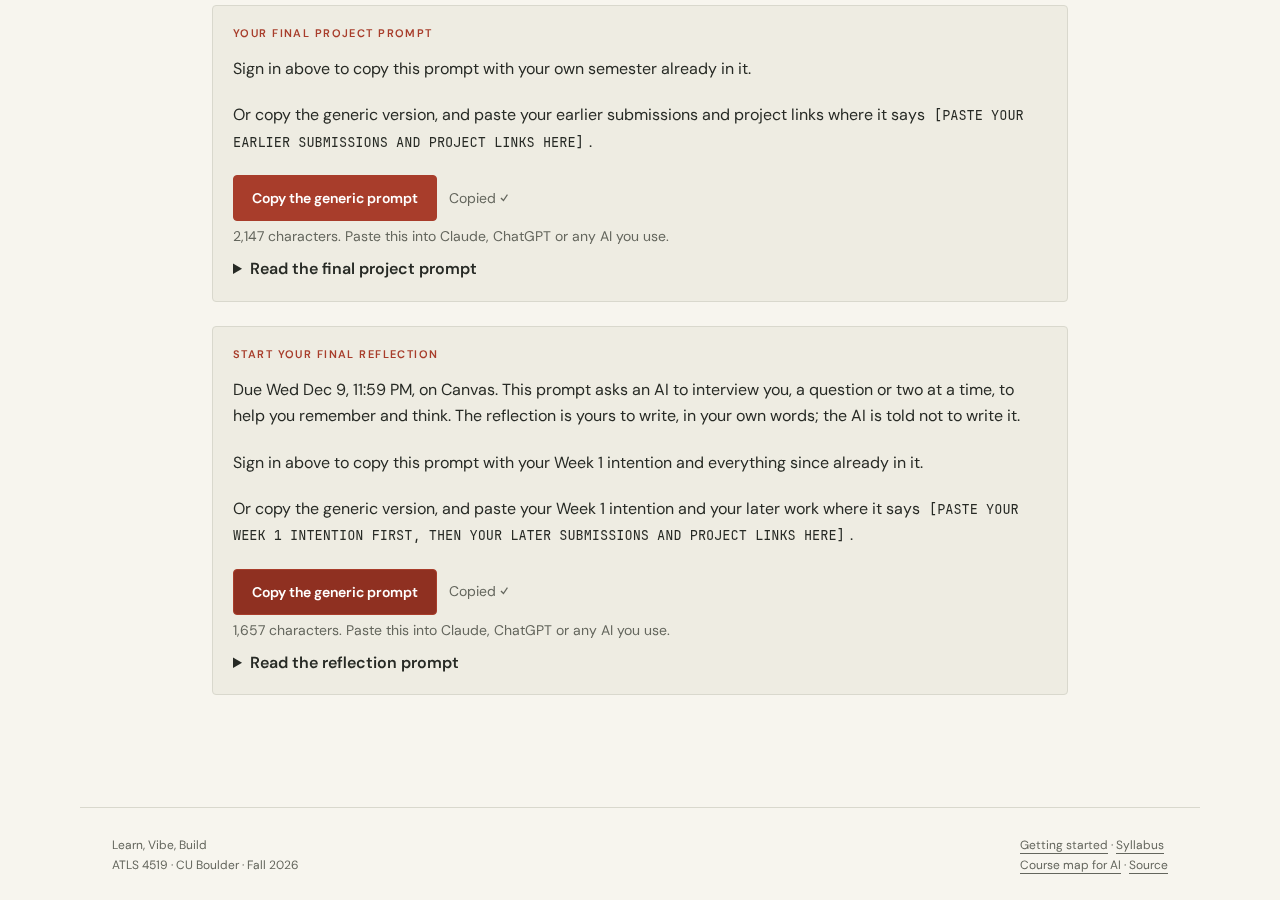 YOUR FINAL PROJECT PROMPT
Sign in above to copy this prompt with your own semester already in it.
Or copy the generic version, and paste your earlier submissions and project links where it says [PASTE YOUR
EARLIER SUBMISSIONS AND PROJECT LINKS HERE].
Copy the generic prompt Copied ✓
2,147 characters. Paste this into Claude, ChatGPT or any AI you use.
▶ Read the final project prompt
START YOUR FINAL REFLECTION
Due Wed Dec 9, 11:59 PM, on Canvas. This prompt asks an AI to interview you, a question or two at a time, to
help you remember and think. The reflection is yours to write, in your own words; the AI is told not to write it.
Sign in above to copy this prompt with your Week 1 intention and everything since already in it.
Or copy the generic version, and paste your Week 1 intention and your later work where it says [PASTE YOUR
WEEK 1 INTENTION FIRST, THEN YOUR LATER SUBMISSIONS AND PROJECT LINKS HERE].
Copy the generic prompt Copied ✓
1,657 characters. Paste this into Claude, ChatGPT or any AI you use.
▶ Read the reflection prompt
Learn, Vibe, Build
ATLS 4519 · CU Boulder · Fall 2026
Getting started · Syllabus
Course map for AI · Source